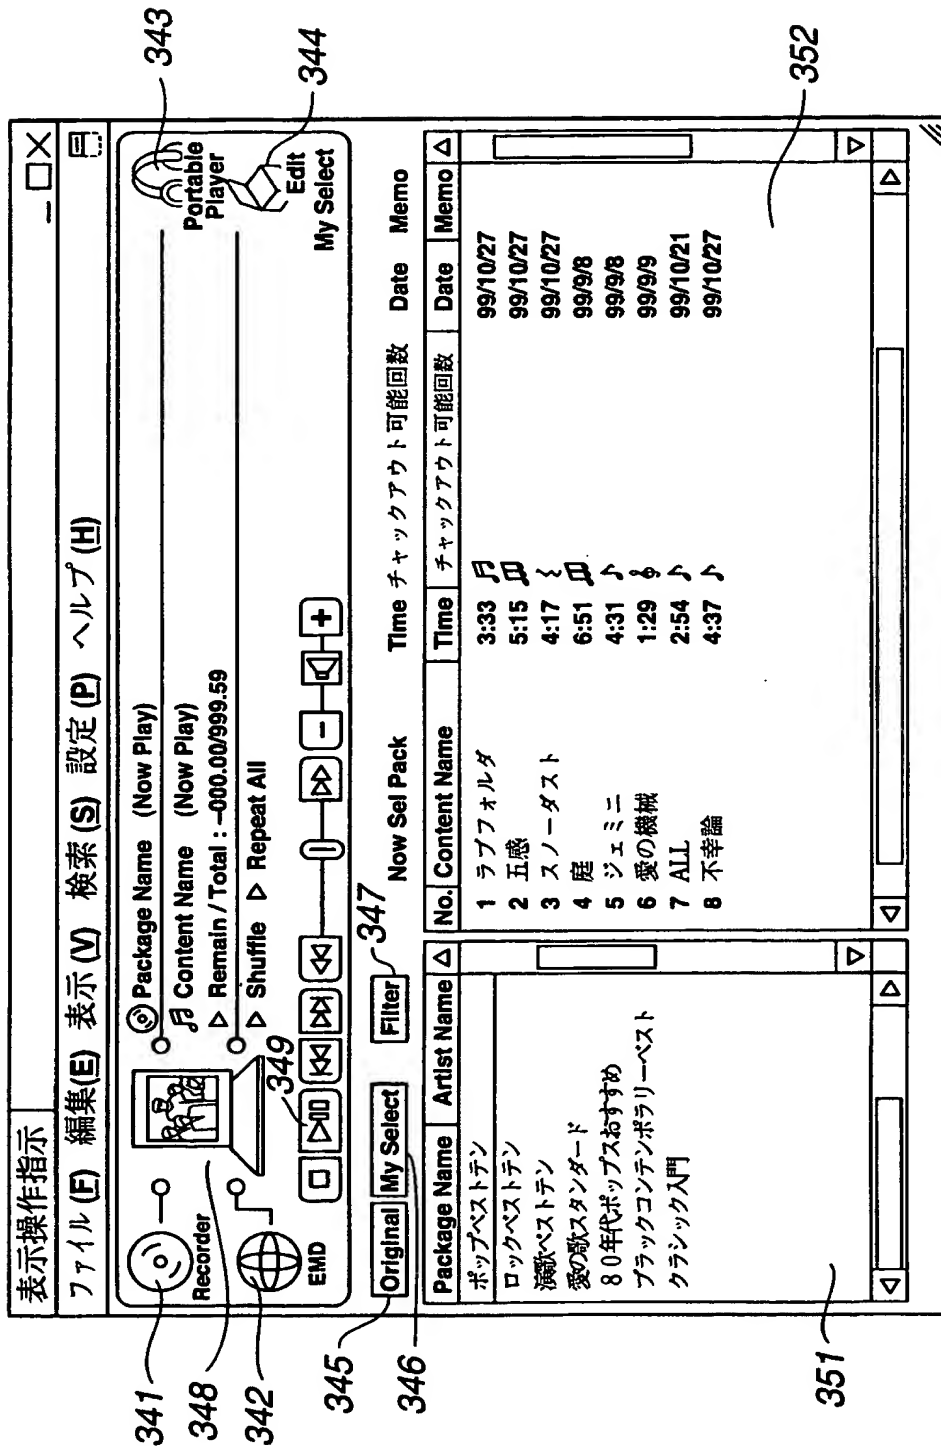 表示操作指示
ファイル(F) 編集(E) 表示(V) 検索(S) 設定(P) ヘルプ(H)
341
348
342
343
344
Recorder
EMD
Package Name (Now Play)
Content Name (Now Play)
Remain / Total : –000.00/999.59
Shuffle Repeat All
349
Portable Player
Edit
My Select
345
346
347
Original My Select Filter
Now Sel Pack Time チャックアウト可能回数 Date Memo
Package Name Artist Name
ポップベストテン
ロックベストテン
演歌ベストテン
愛の歌スタンダード
80年代ポップスおすすめ
ブラックコンテンポラリーベスト
クラシック入門
351
No. Content Name Time チャックアウト可能回数 Date Memo
1 ラブフォルダ 3:33 99/10/27
2 五感 5:15 99/10/27
3 スノーダスト 4:17 99/10/27
4 庭 6:51 99/9/8
5 ジェミニ 4:31 99/9/8
6 愛の機械 1:29 99/9/9
7 ALL 2:54 99/10/21
8 不幸論 4:37 99/10/27
352